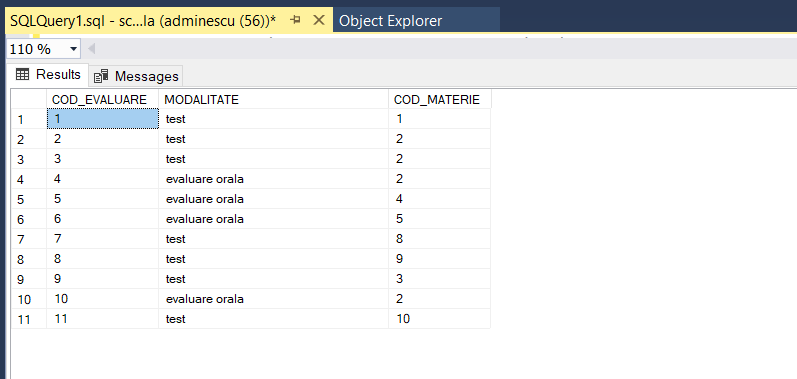 SQLQuery1.sql - sc...la (adminescu (56))* Object Explorer
110 %
Results Messages
COD_EVALUARE MODALITATE COD_MATERIE
1 1 test 1
2 2 test 2
3 3 test 2
4 4 evaluare orala 2
5 5 evaluare orala 4
6 6 evaluare orala 5
7 7 test 8
8 8 test 9
9 9 test 3
10 10 evaluare orala 2
11 11 test 10